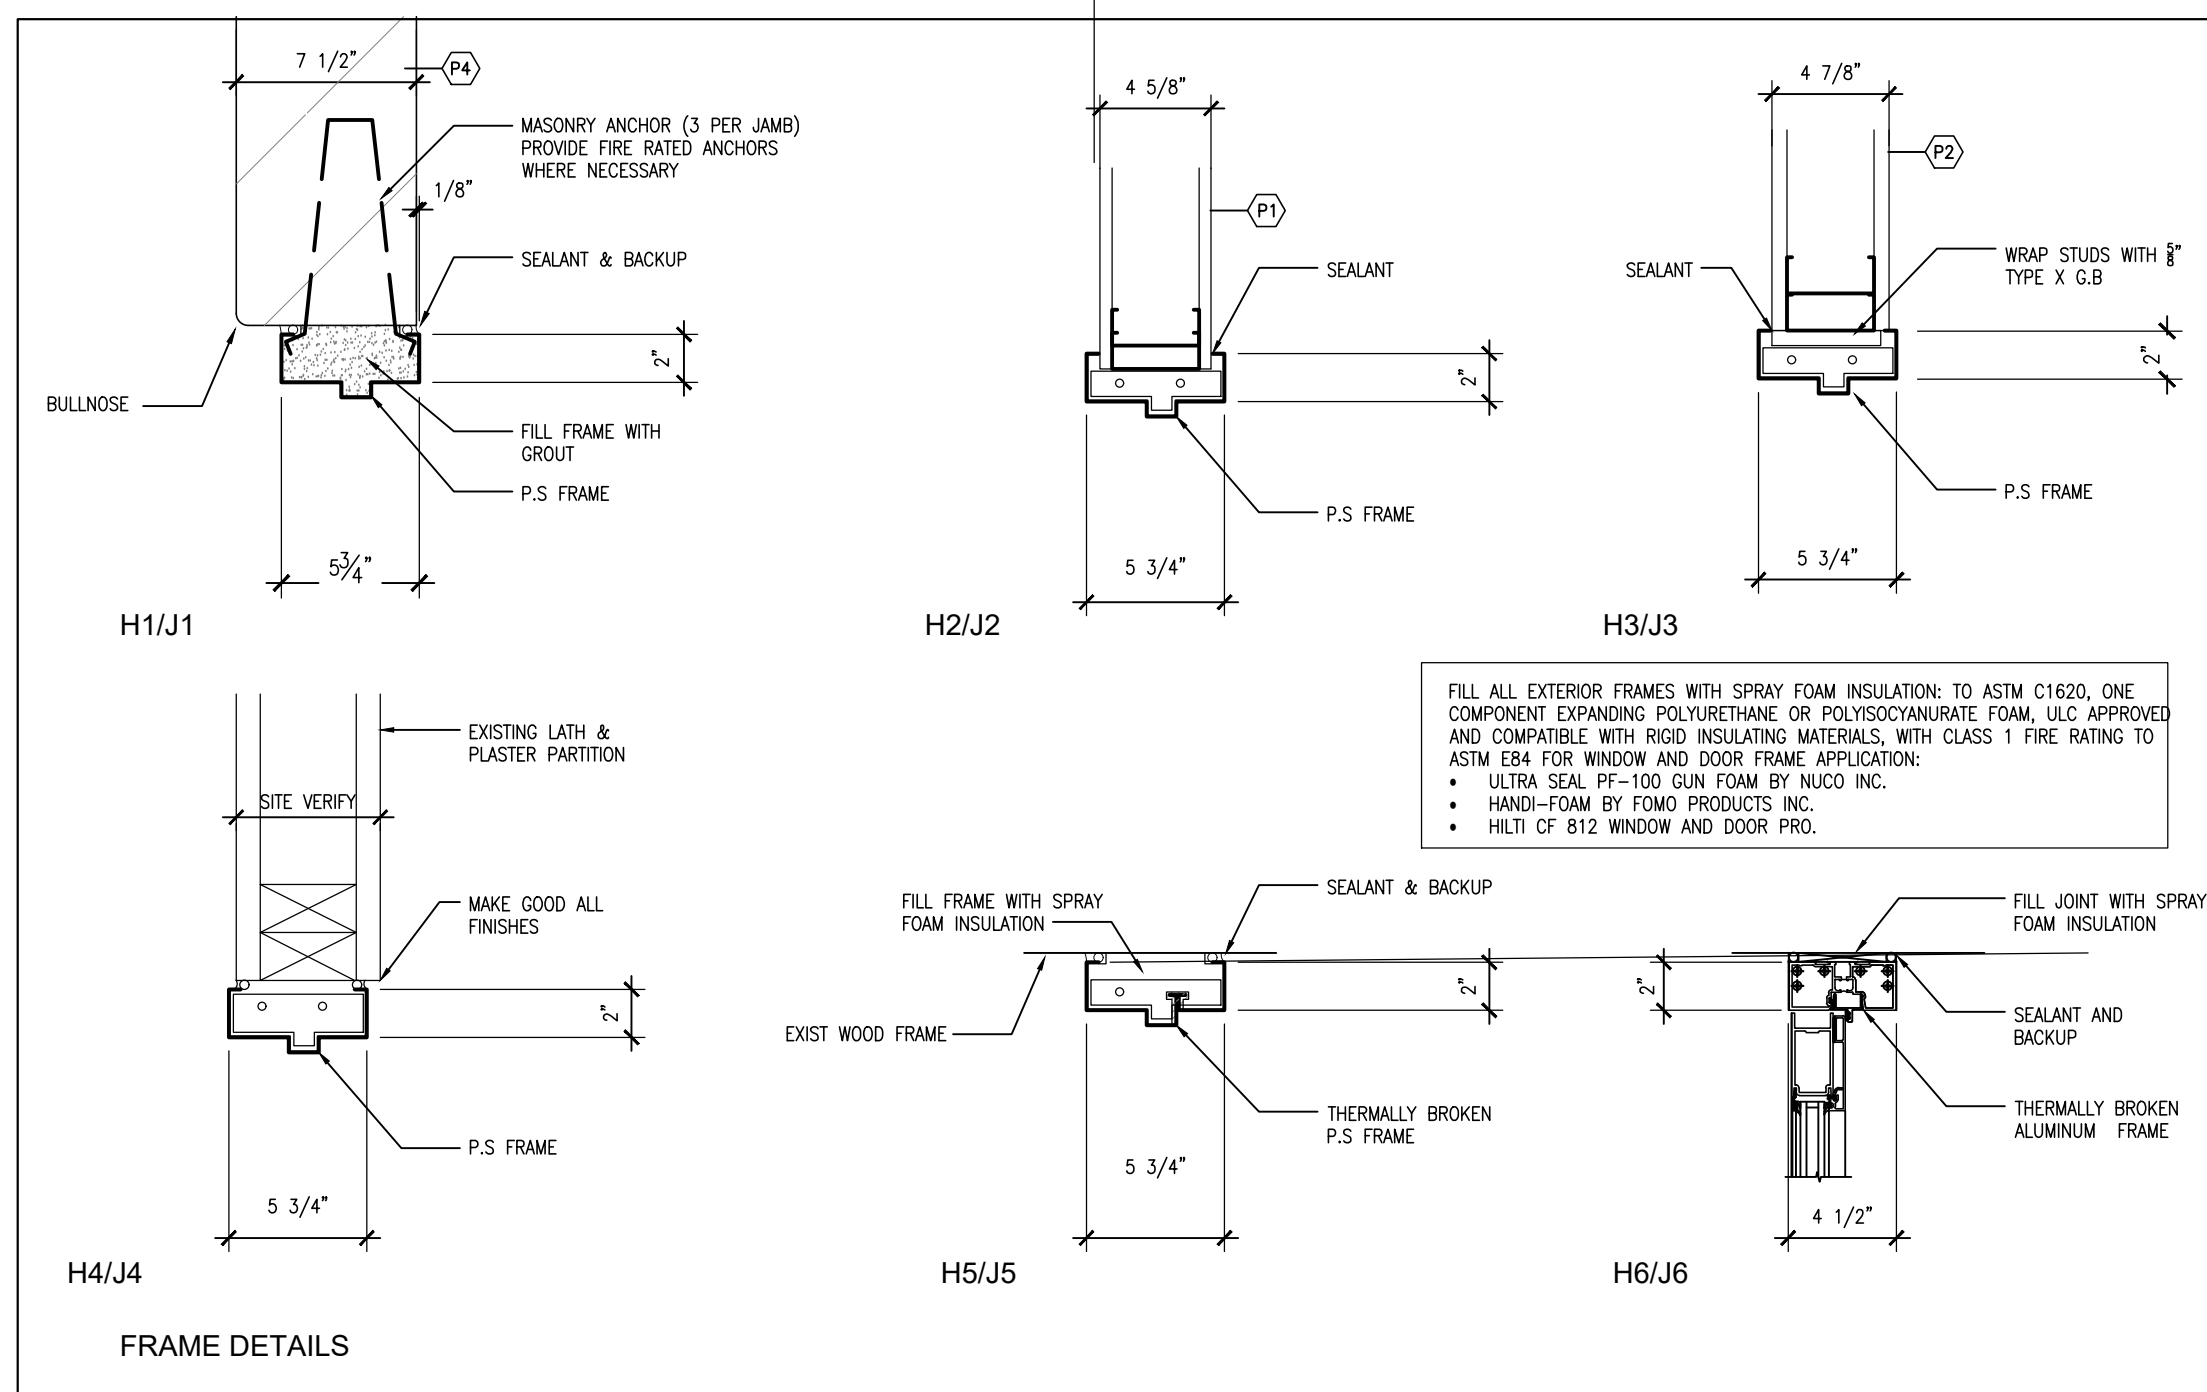 7 1/2"
P4
MASONRY ANCHOR (3 PER JAMB)
PROVIDE FIRE RATED ANCHORS
WHERE NECESSARY
1/8"
SEALANT & BACKUP
2"
BULLNOSE
FILL FRAME WITH
GROUT
P.S FRAME
5 3/4"
H1/J1
4 5/8"
P1
SEALANT
2"
P.S FRAME
5 3/4"
H2/J2
4 7/8"
P2
SEALANT
WRAP STUDS WITH 5/8"
TYPE X G.B
2"
P.S FRAME
5 3/4"
H3/J3
FILL ALL EXTERIOR FRAMES WITH SPRAY FOAM INSULATION: TO ASTM C1620, ONE
COMPONENT EXPANDING POLYURETHANE OR POLYISOCYANURATE FOAM, ULC APPROVED
AND COMPATIBLE WITH RIGID INSULATING MATERIALS, WITH CLASS 1 FIRE RATING TO
ASTM E84 FOR WINDOW AND DOOR FRAME APPLICATION:
• ULTRA SEAL PF-100 GUN FOAM BY NUCO INC.
• HANDI-FOAM BY FOMO PRODUCTS INC.
• HILTI CF 812 WINDOW AND DOOR PRO.
EXISTING LATH &
PLASTER PARTITION
SITE VERIFY
MAKE GOOD ALL
FINISHES
2"
P.S FRAME
5 3/4"
H4/J4
FILL FRAME WITH SPRAY
FOAM INSULATION
SEALANT & BACKUP
2"
EXIST WOOD FRAME
THERMALLY BROKEN
P.S FRAME
5 3/4"
H5/J5
FILL JOINT WITH SPRAY
FOAM INSULATION
2"
SEALANT AND
BACKUP
THERMALLY BROKEN
ALUMINUM FRAME
4 1/2"
H6/J6
FRAME DETAILS